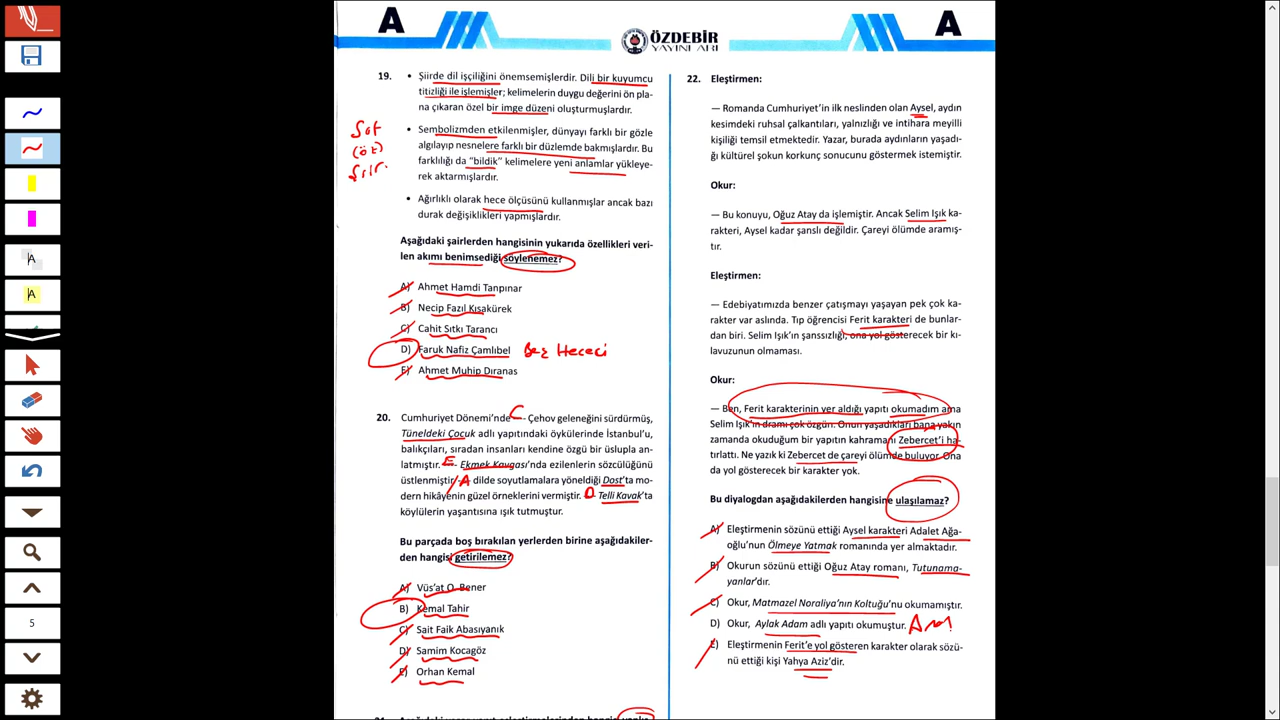 A
A
ÖZDEBİR
YAYINLARI
19.
• Şiirde dil işçiliğini önemsemişlerdir. Dili bir kuyumcu
titizliği ile işlemişler; kelimelerin duygu değerini ön pla-
na çıkaran özel bir imge düzeni oluşturmuşlardır.
• Sembolizmden etkilenmişler, dünyayı farklı bir gözle
algılayıp nesnelere farklı bir düzlemde bakmışlardır. Bu
farklılığı da "bildik" kelimelere yeni anlamlar yükleye-
rek aktarmışlardır.
Saf
(öz)
Şiir
• Ağırlıklı olarak hece ölçüsünü kullanmışlar ancak bazı
durak değişiklikleri yapmışlardır.
Aşağıdaki şairlerden hangisinin yukarıda özellikleri veri-
len akımı benimsediği söylenemez?
A) Ahmet Hamdi Tanpınar
B) Necip Fazıl Kısakürek
C) Cahit Sıtkı Tarancı
D) Faruk Nafiz Çamlıbel Beş Hececi
E) Ahmet Muhip Dıranas
20.
Cumhuriyet Dönemi'nde C Çehov geleneğini sürdürmüş,
Tüneldeki Çocuk adlı yapıtındaki öykülerinde İstanbul'u,
balıkçıları, sıradan insanları kendine özgü bir üslupla an-
latmıştır. E Ekmek Kavgası'nda ezilenlerin sözcülüğünü
üstlenmiştir. A dilde soyutlamalara yöneldiği Dost'ta mo-
dern hikâyenin güzel örneklerini vermiştir. D Telli Kavak'ta
köylülerin yaşantısına ışık tutmuştur.
Bu parçada boş bırakılan yerlerden birine aşağıdakiler-
den hangisi getirilemez?
A) Vüs'at O. Bener
B) Kemal Tahir
C) Sait Faik Abasıyanık
D) Samim Kocagöz
E) Orhan Kemal
22. Eleştirmen:
— Romanda Cumhuriyet'in ilk neslinden olan Aysel, aydın
kesimdeki ruhsal çalkantıları, yalnızlığı ve intihara meyilli
kişiliği temsil etmektedir. Yazar, burada aydınların yaşadı-
ğı kültürel şokun korkunç sonucunu göstermek istemiştir.
Okur:
— Bu konuyu, Oğuz Atay da işlemiştir. Ancak Selim Işık ka-
rakteri, Aysel kadar şanslı değildir. Çareyi ölümde aramış-
tır.
Eleştirmen:
— Edebiyatımızda benzer çatışmayı yaşayan pek çok ka-
rakter var aslında. Tıp öğrencisi Ferit karakteri de bunlar-
dan biri. Selim Işık'ın şanssızlığı, ona yol gösterecek bir kı-
lavuzunun olmaması.
Okur:
— Ben, Ferit karakterinin yer aldığı yapıtı okumadım ama
Selim Işık'ın dramı çok özgün. Onun yaşadıkları bana yakın
zamanda okuduğum bir yapıtın kahramanı Zebercet'i ha-
tırlattı. Ne yazık ki Zebercet de çareyi ölümde buluyor. Ona
da yol gösterecek bir karakter yok.
Bu diyalogdan aşağıdakilerden hangisine ulaşılamaz?
A) Eleştirmenin sözünü ettiği Aysel karakteri Adalet Ağa-
oğlu'nun Ölmeye Yatmak romanında yer almaktadır.
B) Okurun sözünü ettiği Oğuz Atay romanı, Tutunama-
yanlar'dır.
C) Okur, Matmazel Noraliya'nın Koltuğu'nu okumamıştır.
D) Okur, Aylak Adam adlı yapıtı okumuştur.
E) Eleştirmenin Ferit'e yol gösteren karakter olarak sözü-
nü ettiği kişi Yahya Aziz'dir.
A
A
5